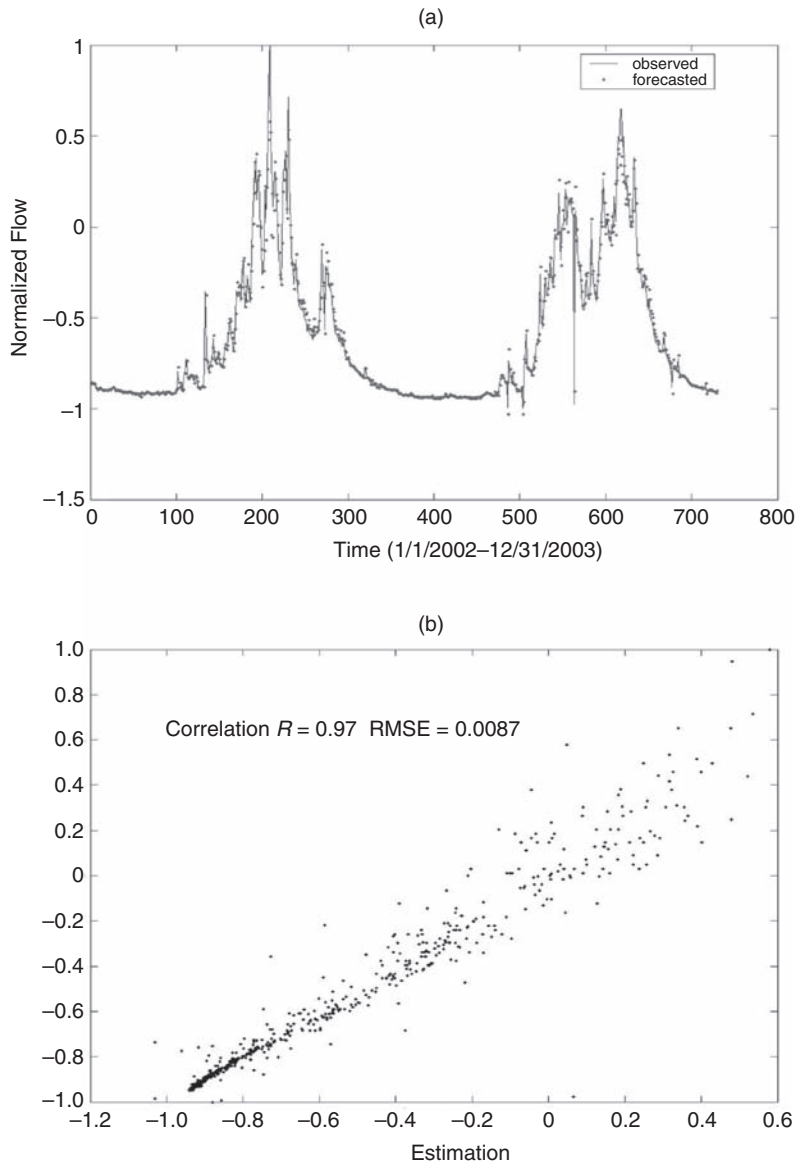 (a)
1
0.5
0
−0.5
−1
−1.5
Normalized Flow
observed
forecasted
0 100 200 300 400 500 600 700 800
Time (1/1/2002–12/31/2003)
(b)
1.0
0.8
0.6
0.4
0.2
0
−0.2
−0.4
−0.6
−0.8
−1.0
Correlation R = 0.97 RMSE = 0.0087
−1.2 −1.0 −0.8 −0.6 −0.4 −0.2 0 0.2 0.4 0.6
Estimation